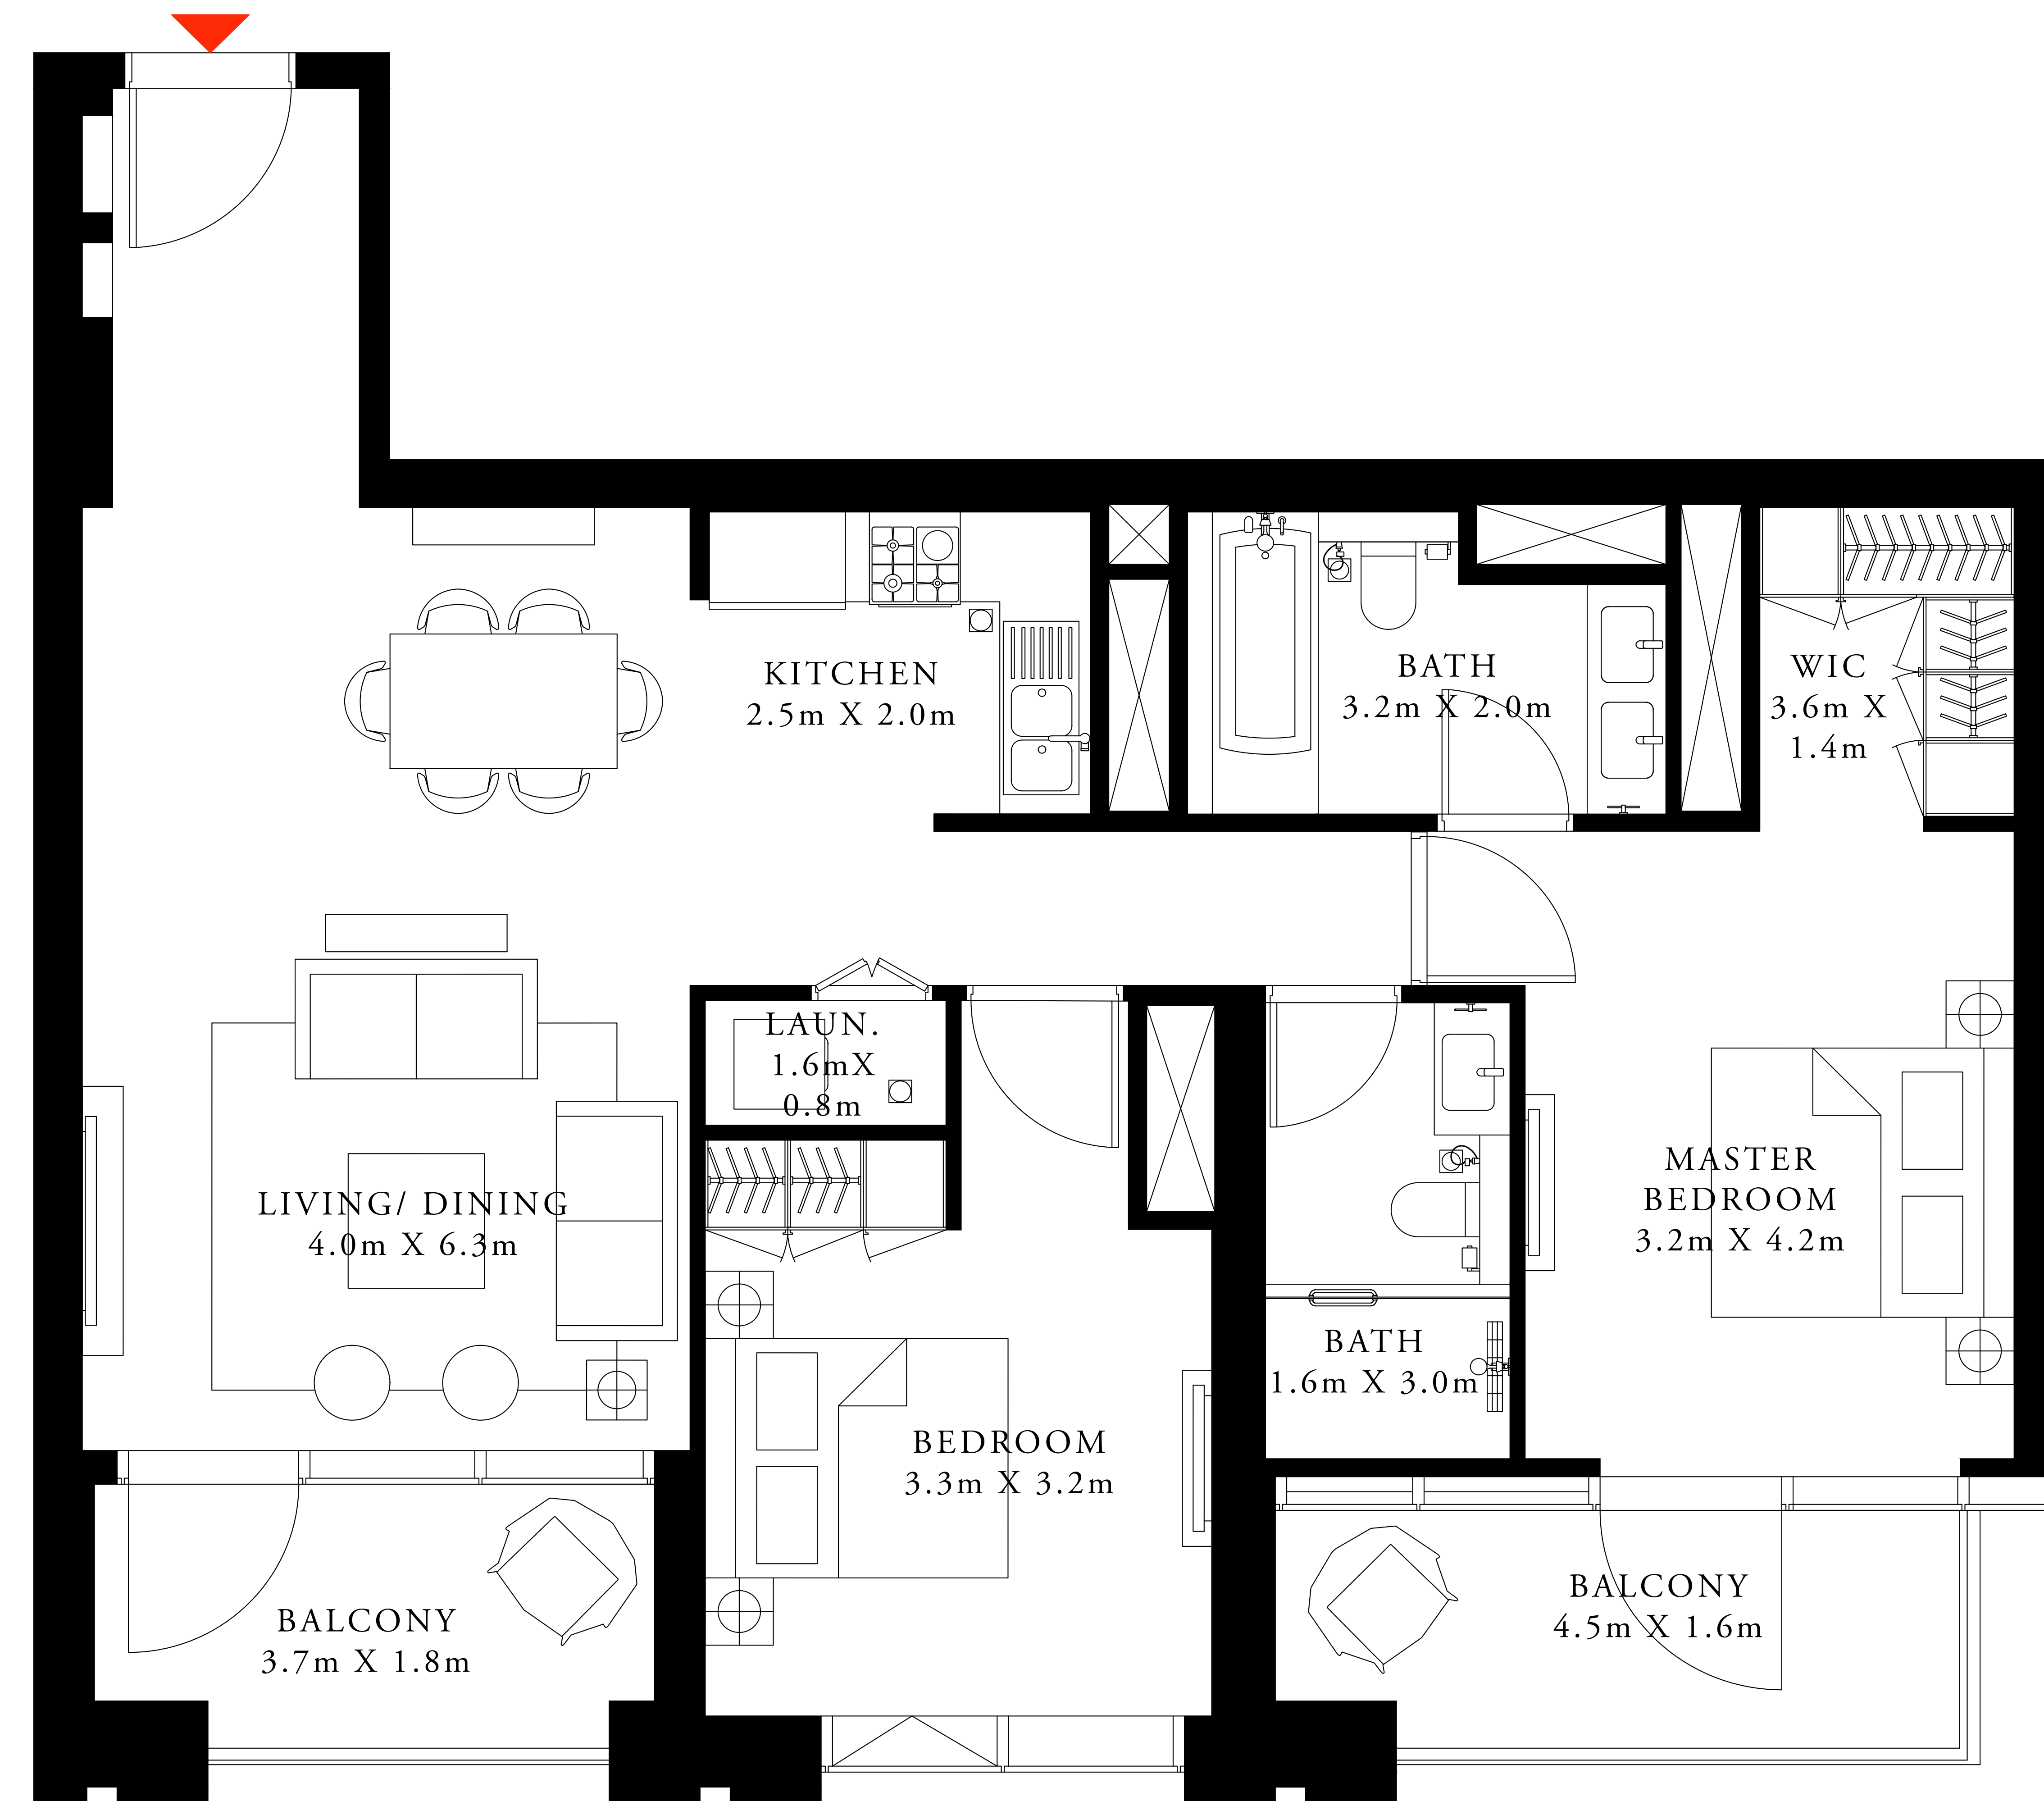 KITCHEN
2.5m X 2.0m
BATH
3.2m X 2.0m
WIC
3.6m X
1.4m
LAUN.
1.6mX
0.8m
LIVING/ DINING
4.0m X 6.3m
MASTER
BEDROOM
3.2m X 4.2m
BATH
1.6m X 3.0m
BEDROOM
3.3m X 3.2m
BALCONY
3.7m X 1.8m
BALCONY
4.5m X 1.6m